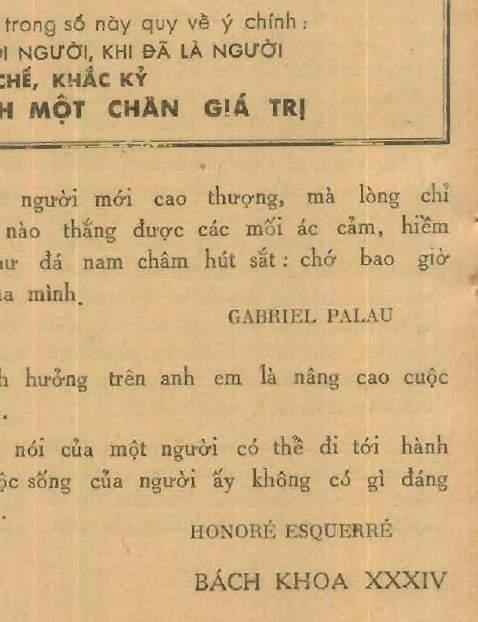 trong số này quy về ý chính :
NGƯỜI, KHI ĐÃ LÀ NGƯỜI
CHẾ, KHẮC KỶ
MỘT CHÂN GIÁ TRỊ
người mới cao thượng, mà lòng chỉ
nào thắng được các mối ác cảm, hiềm
đá nam châm hút sắt : chớ bao giờ
mình.
GABRIEL PALAU
hưởng trên anh em là nâng cao cuộc
.
nói của một người có thể đi tới hành
sống của người ấy không có gì đáng
.
HONORÉ ESQUERRÉ
BÁCH KHOA XXXIV